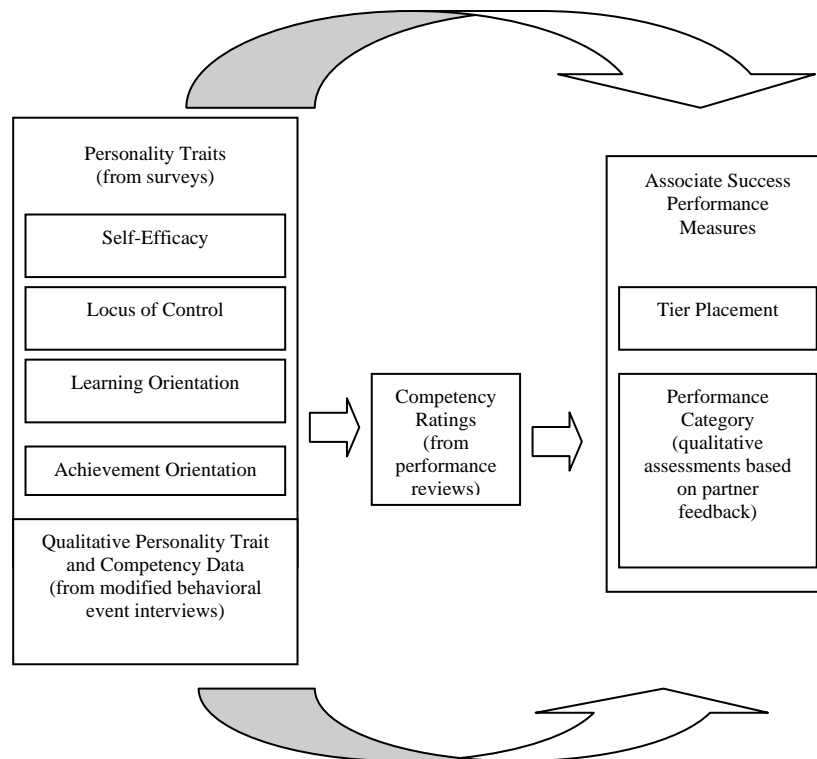 Personality Traits
(from surveys)
Self-Efficacy
Locus of Control
Learning Orientation
Achievement Orientation
Qualitative Personality Trait
and Competency Data
(from modified behavioral
event interviews)
Competency
Ratings
(from
performance
reviews)
Associate Success
Performance
Measures
Tier Placement
Performance
Category
(qualitative
assessments based
on partner
feedback)